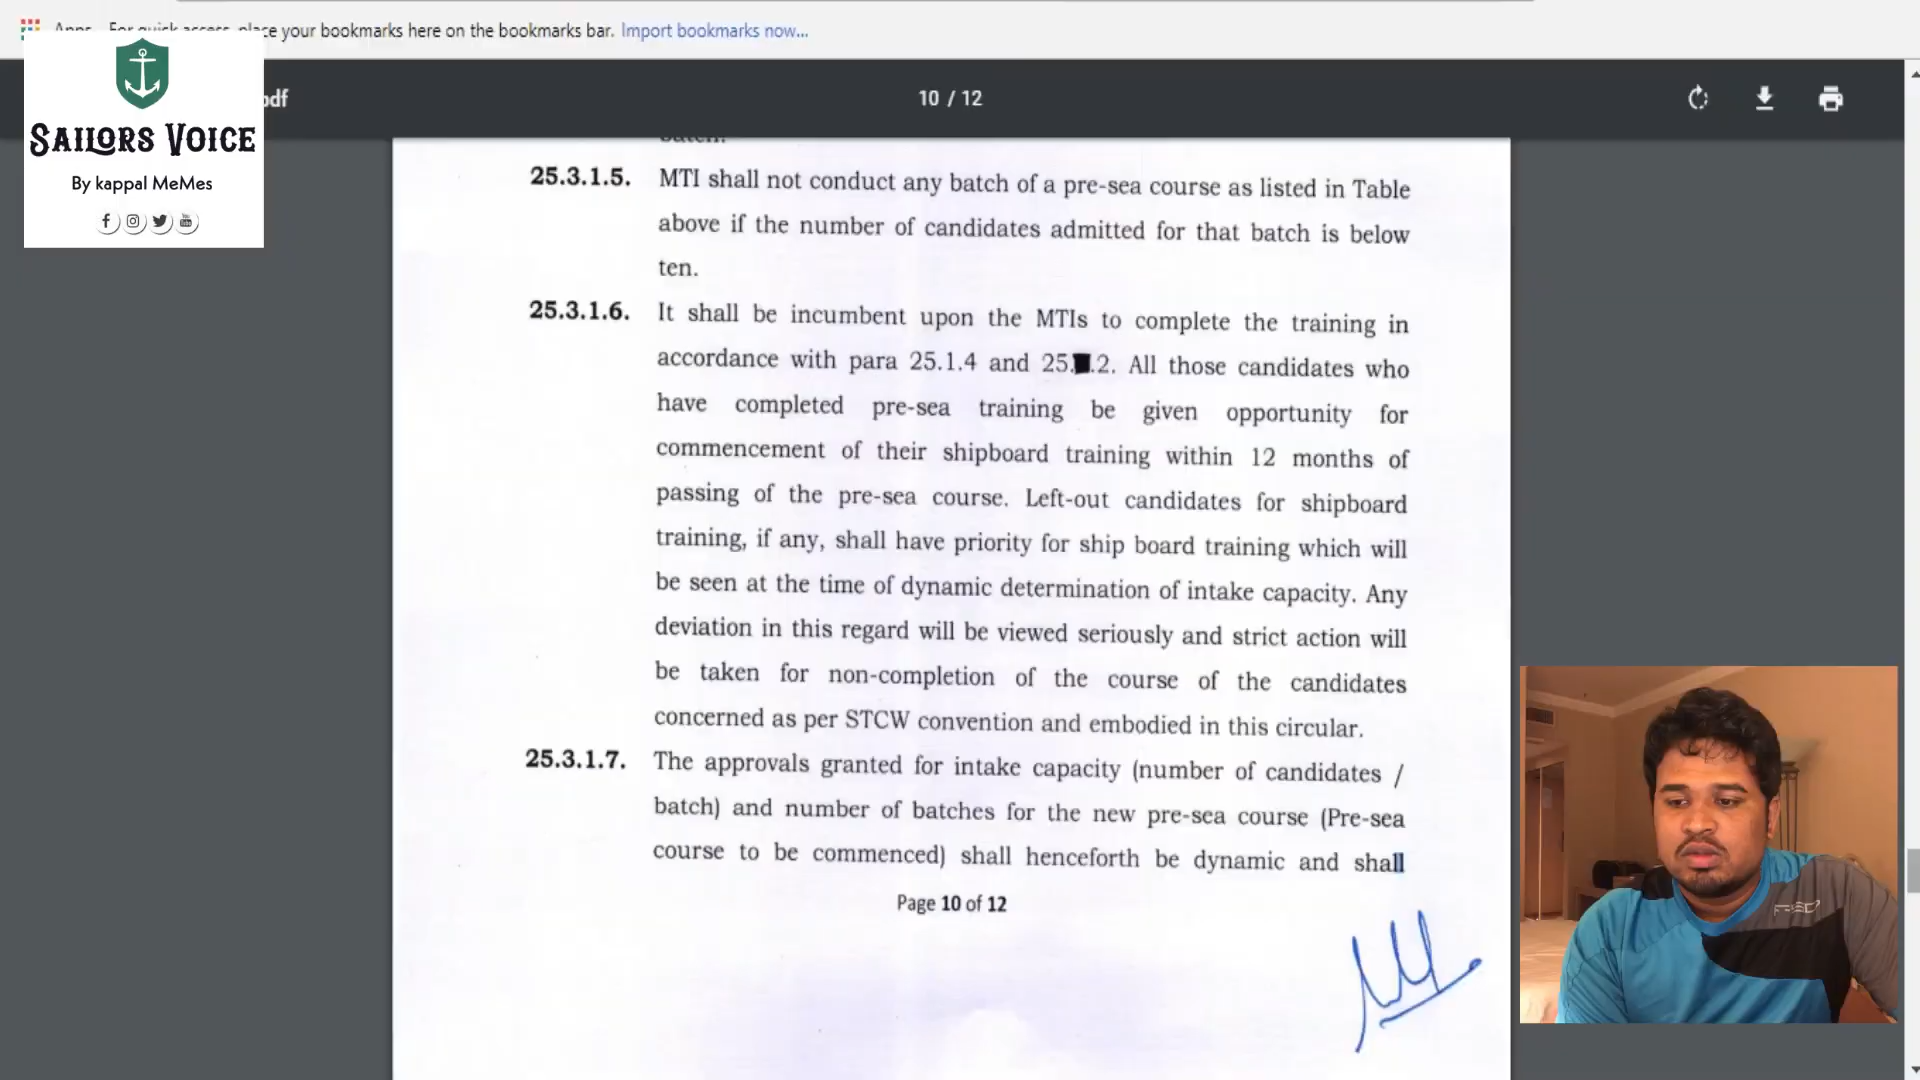 Apps For quick access, place your bookmarks here on the bookmarks bar. Import bookmarks now...
SAILORS VOICE
By kappal MeMes
pdf
10 / 12
batch.
25.3.1.5. MTI shall not conduct any batch of a pre-sea course as listed in Table
above if the number of candidates admitted for that batch is below
ten.
25.3.1.6. It shall be incumbent upon the MTIs to complete the training in
accordance with para 25.1.4 and 25. .2. All those candidates who
have completed pre-sea training be given opportunity for
commencement of their shipboard training within 12 months of
passing of the pre-sea course. Left-out candidates for shipboard
training, if any, shall have priority for ship board training which will
be seen at the time of dynamic determination of intake capacity. Any
deviation in this regard will be viewed seriously and strict action will
be taken for non-completion of the course of the candidates
concerned as per STCW convention and embodied in this circular.
25.3.1.7. The approvals granted for intake capacity (number of candidates /
batch) and number of batches for the new pre-sea course (Pre-sea
course to be commenced) shall henceforth be dynamic and shall
Page 10 of 12